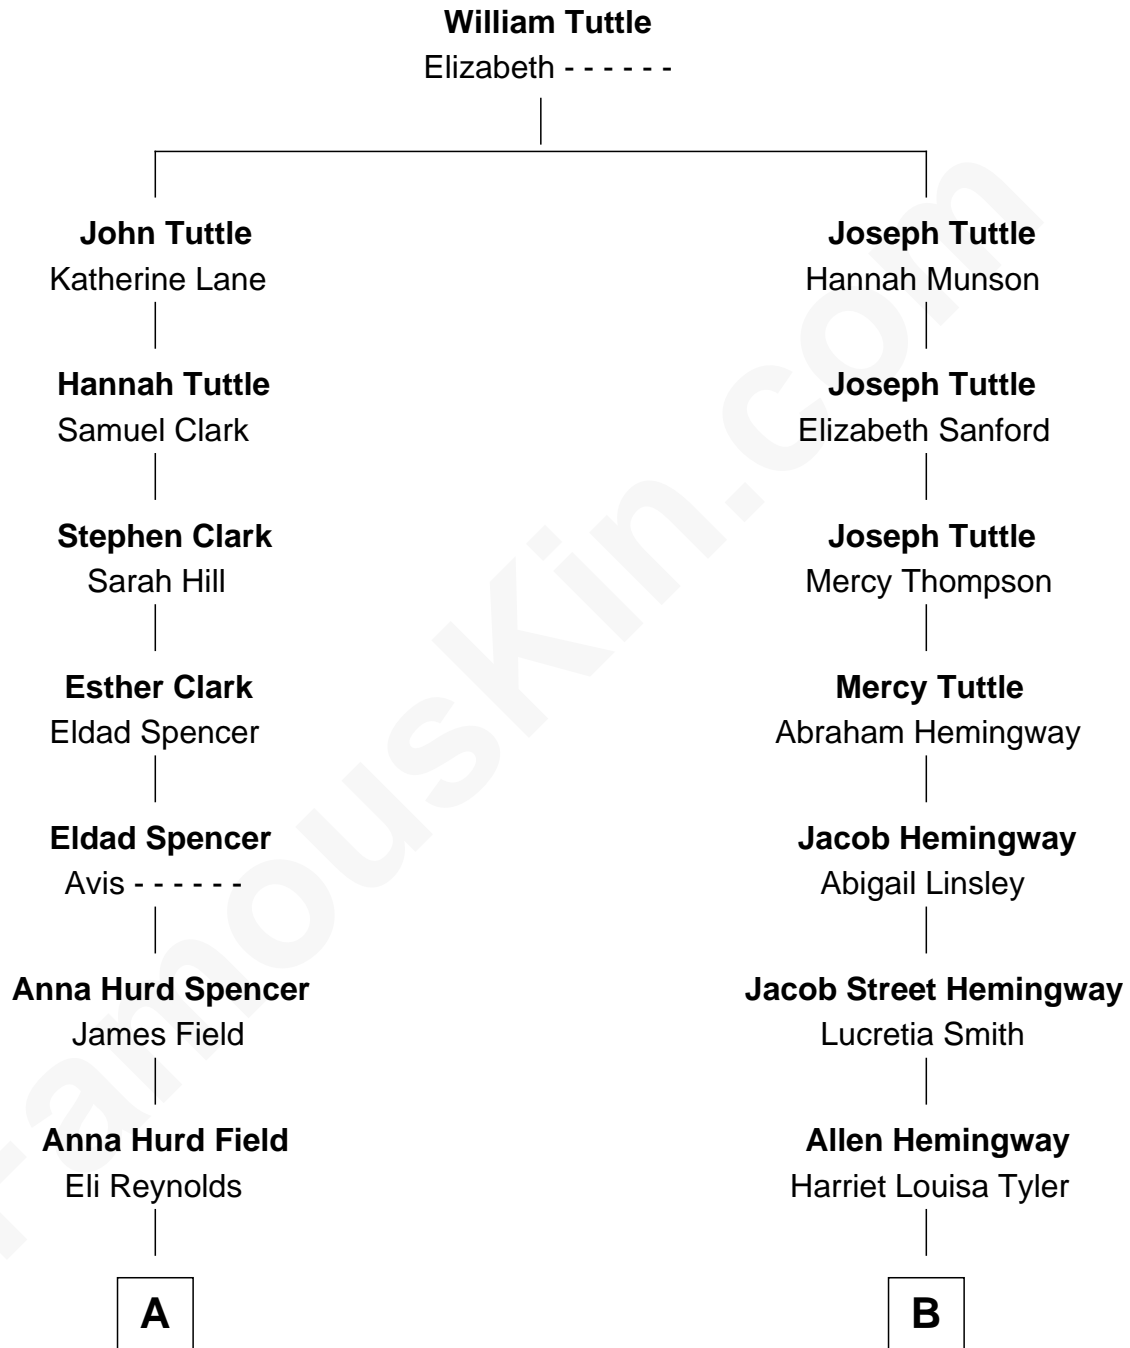 William Tuttle
Elizabeth - - - - - -
John Tuttle
Katherine Lane
Joseph Tuttle
Hannah Munson
Hannah Tuttle
Samuel Clark
Joseph Tuttle
Elizabeth Sanford
Stephen Clark
Sarah Hill
Joseph Tuttle
Mercy Thompson
Esther Clark
Eldad Spencer
Mercy Tuttle
Abraham Hemingway
Eldad Spencer
Avis - - - - - -
Jacob Hemingway
Abigail Linsley
Anna Hurd Spencer
James Field
Jacob Street Hemingway
Lucretia Smith
Anna Hurd Field
Eli Reynolds
Allen Hemingway
Harriet Louisa Tyler
A
B
FamousKin.com